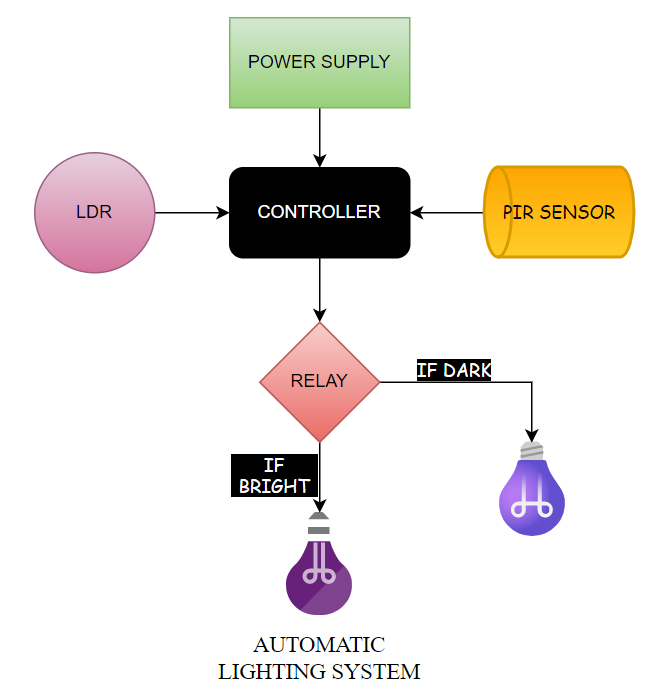 POWER SUPPLY
LDR
CONTROLLER
PIR SENSOR
RELAY
IF DARK
IF
BRIGHT
AUTOMATIC
LIGHTING SYSTEM